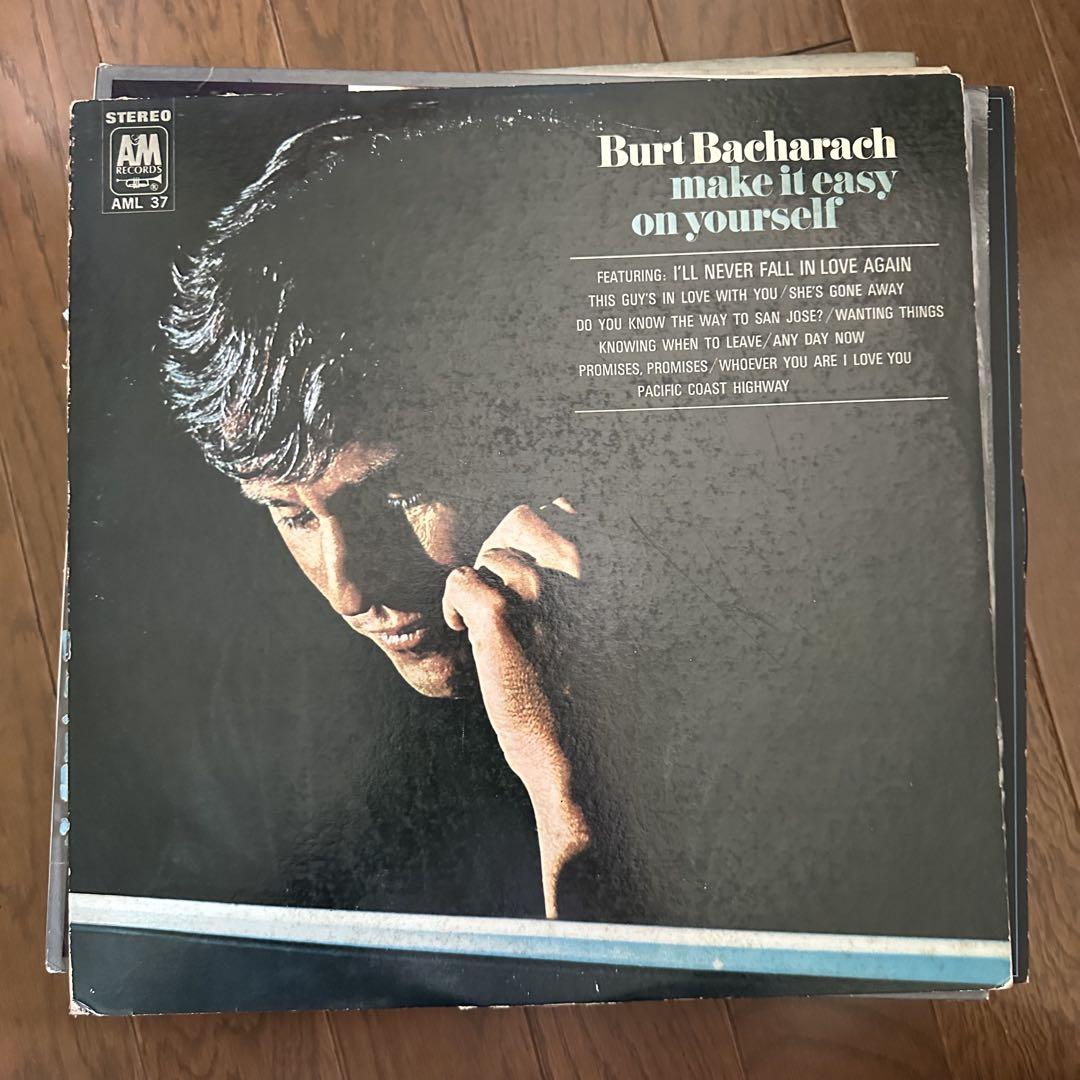 STEREO
A&M
RECORDS
®
AML 37
Burt Bacharach
make it easy
on yourself
FEATURING: I'LL NEVER FALL IN LOVE AGAIN
THIS GUY'S IN LOVE WITH YOU/SHE'S GONE AWAY
DO YOU KNOW THE WAY TO SAN JOSE?/WANTING THINGS
KNOWING WHEN TO LEAVE/ANY DAY NOW
PROMISES, PROMISES/WHOEVER YOU ARE I LOVE YOU
PACIFIC COAST HIGHWAY